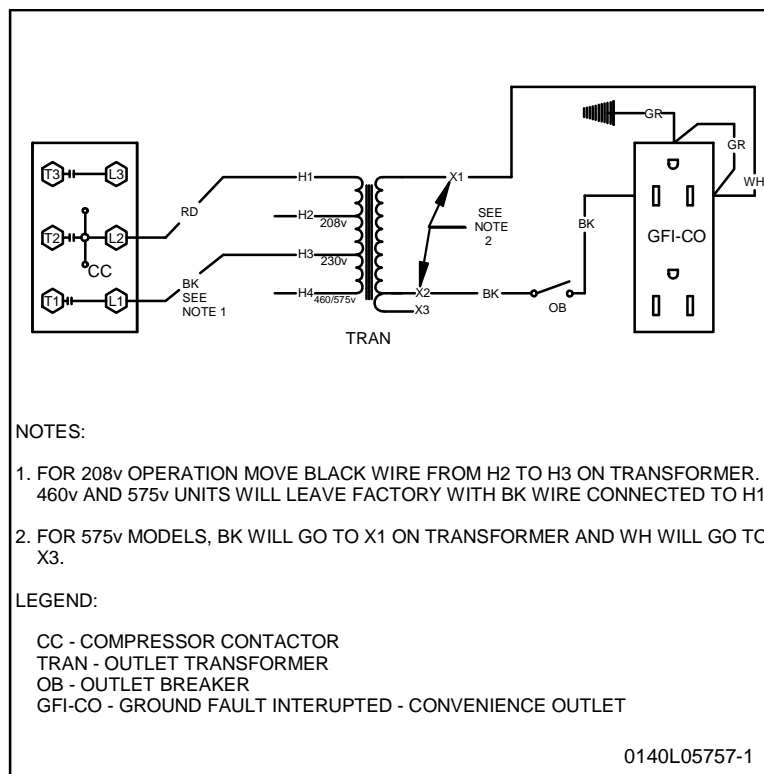 GR
GR
WH
T3
L3
H1
X1
RD
H2
208v
SEE
NOTE
2
BK
GFI-CO
T2
L2
CC
H3
230v
BK
SEE
NOTE 1
T1
L1
H4
460/575v
X2
BK
OB
X3
TRAN
NOTES:
1. FOR 208v OPERATION MOVE BLACK WIRE FROM H2 TO H3 ON TRANSFORMER.
460v AND 575v UNITS WILL LEAVE FACTORY WITH BK WIRE CONNECTED TO H1
2. FOR 575v MODELS, BK WILL GO TO X1 ON TRANSFORMER AND WH WILL GO TO
X3.
LEGEND:
CC - COMPRESSOR CONTACTOR
TRAN - OUTLET TRANSFORMER
OB - OUTLET BREAKER
GFI-CO - GROUND FAULT INTERUPTED - CONVENIENCE OUTLET
0140L05757-1